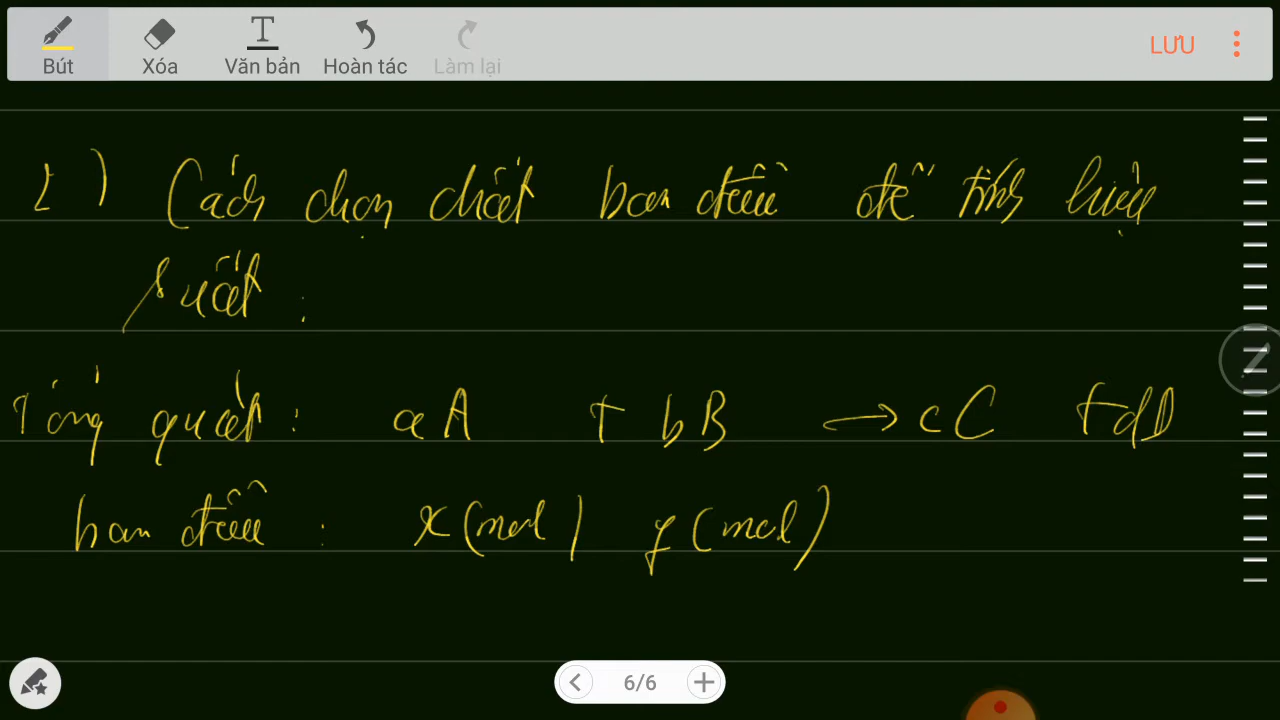 Bút Xóa Văn bản Hoàn tác Làm lại LƯU
2) Cách chọn chất ban đầu để tính hiệu
suất :
Tổng quát : aA + bB → cC + dD
ban đầu : x (mol) y (mol)
6/6